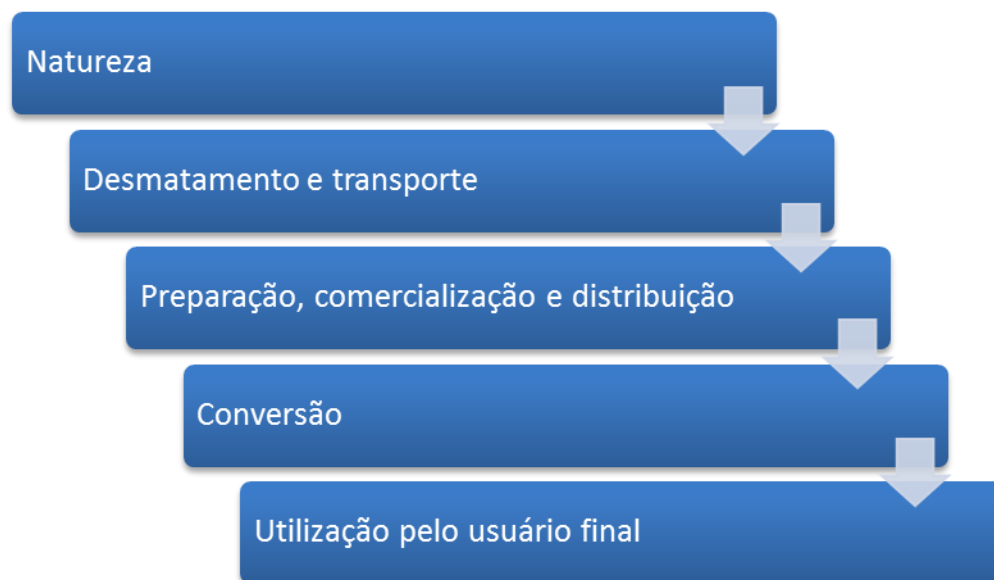 Natureza
Desmatamento e transporte
Preparação, comercialização e distribuição
Conversão
Utilização pelo usuário final